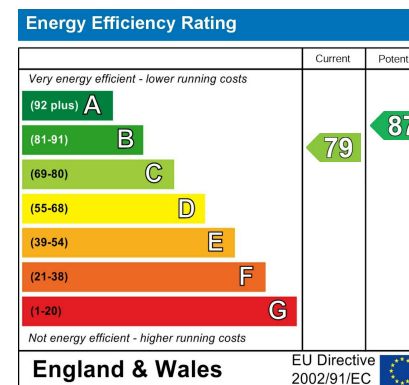 Energy Efficiency Rating
Current
Potent
Very energy efficient - lower running costs
(92 plus) A
(81-91) B
87
79
(69-80) C
(55-68) D
(39-54) E
(21-38) F
(1-20) G
Not energy efficient - higher running costs
England & Wales
EU Directive
2002/91/EC